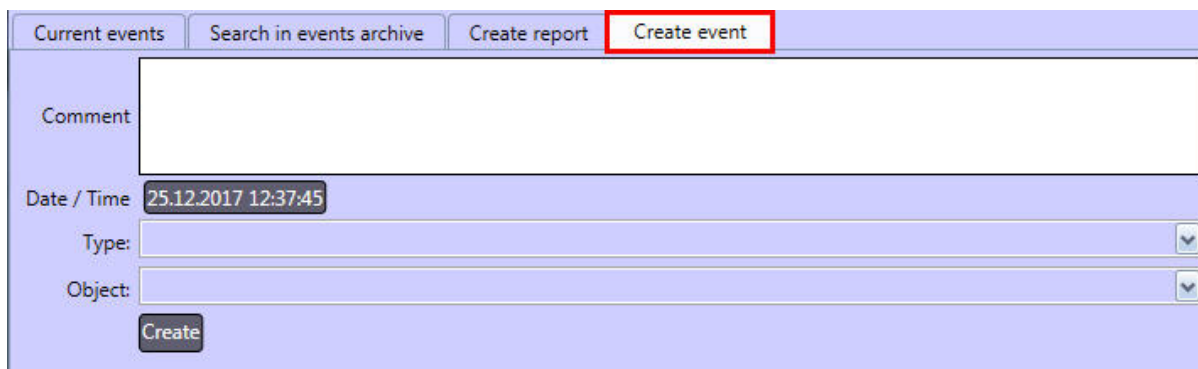 Current events Search in events archive Create report Create event
Comment
Date / Time 25.12.2017 12:37:45
Type:
Object:
Create